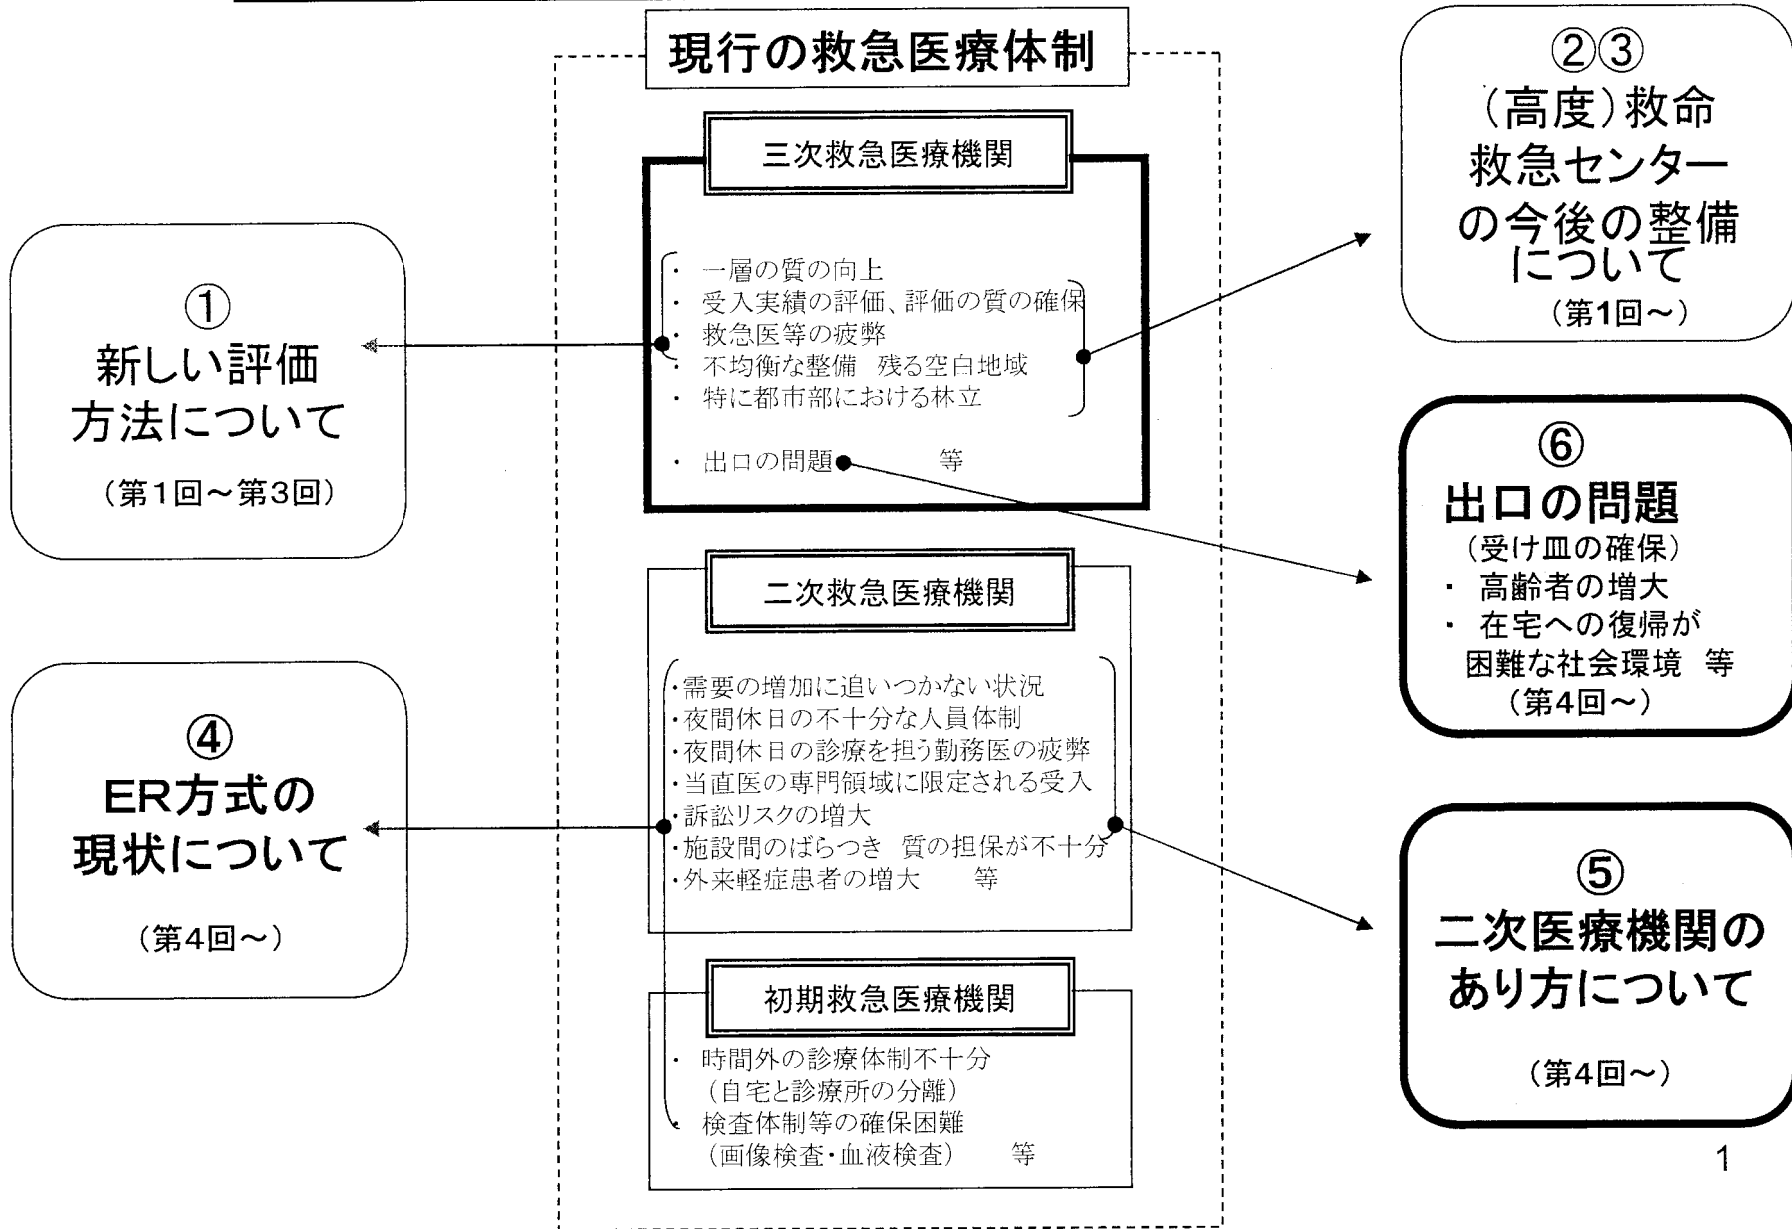 現行の救急医療体制
三次救急医療機関
・ 一層の質の向上
・ 受入実績の評価、評価の質の確保
・ 救急医等の疲弊
・ 不均衡な整備 残る空白地域
・ 特に都市部における林立
・ 出口の問題 等
二次救急医療機関
・需要の増加に追いつかない状況
・夜間休日の不十分な人員体制
・夜間休日の診療を担う勤務医の疲弊
・当直医の専門領域に限定される受入
・訴訟リスクの増大
・施設間のばらつき 質の担保が不十分
・外来軽症患者の増大 等
初期救急医療機関
・ 時間外の診療体制不十分
(自宅と診療所の分離)
・ 検査体制等の確保困難
(画像検査・血液検査) 等
①
新しい評価
方法について
(第1回～第3回)
②③
(高度)救命
救急センター
の今後の整備
について
(第1回～)
④
ER方式の
現状について
(第4回～)
⑥
出口の問題
(受け皿の確保)
・ 高齢者の増大
・ 在宅への復帰が
困難な社会環境 等
(第4回～)
⑤
二次医療機関の
あり方について
(第4回～)
1